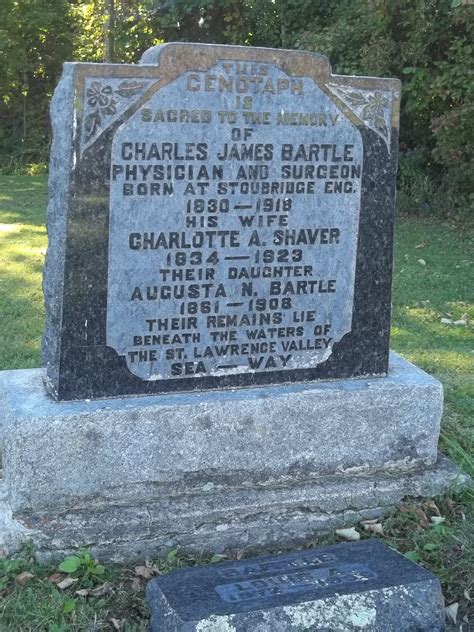 THIS
CENOTAPH
IS
SACRED TO THE MEMORY
OF
CHARLES JAMES BARTLE
PHYSICIAN AND SURGEON
BORN AT STOUBRIDGE ENG.
1830 — 1918
HIS WIFE
CHARLOTTE A. SHAVER
1834 — 1923
THEIR DAUGHTER
AUGUSTA N. BARTLE
1861 — 1908
THEIR REMAINS LIE
BENEATH THE WATERS OF
THE ST. LAWRENCE VALLEY
SEA — WAY